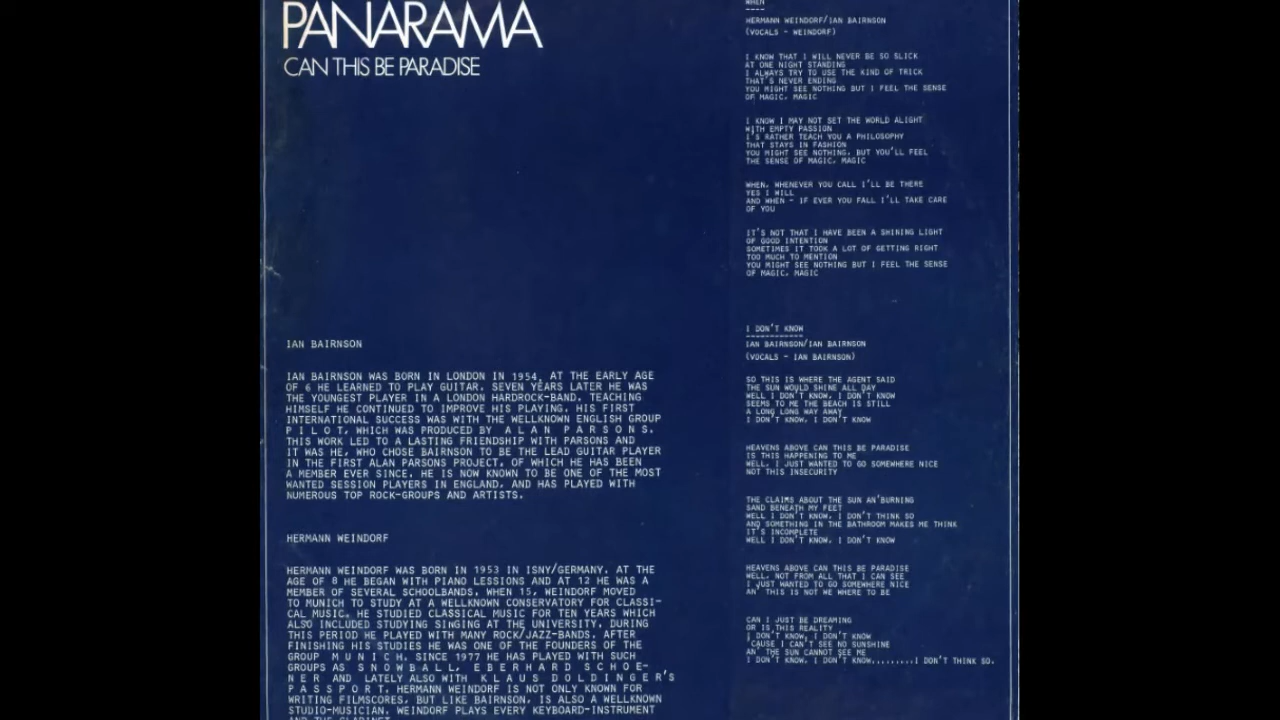 PANARAMA
CAN THIS BE PARADISE
IAN BAIRNSON
IAN BAIRNSON WAS BORN IN LONDON IN 1954, AT THE EARLY AGE
OF 6 HE LEARNED TO PLAY GUITAR. SEVEN YEARS LATER HE WAS
THE YOUNGEST PLAYER IN A LONDON HARDROCK-BAND. TEACHING
HIMSELF HE CONTINUED TO IMPROVE HIS PLAYING. HIS FIRST
INTERNATIONAL SUCCESS WAS WITH THE WELLKNOWN ENGLISH GROUP
P I L O T, WHICH WAS PRODUCED BY A L A N P A R S O N S.
THIS WORK LED TO A LASTING FRIENDSHIP WITH PARSONS AND
IT WAS HE, WHO CHOSE BAIRNSON TO BE THE LEAD GUITAR PLAYER
IN THE FIRST ALAN PARSONS PROJECT, OF WHICH HE HAS BEEN
A MEMBER EVER SINCE. HE IS NOW KNOWN TO BE ONE OF THE MOST
WANTED SESSION PLAYERS IN ENGLAND, AND HAS PLAYED WITH
NUMEROUS TOP ROCK-GROUPS AND ARTISTS.
HERMANN WEINDORF
HERMANN WEINDORF WAS BORN IN 1953 IN ISNY/GERMANY. AT THE
AGE OF 8 HE BEGAN WITH PIANO LESSIONS AND AT 12 HE WAS A
MEMBER OF SEVERAL SCHOOLBANDS. WHEN 15, WEINDORF MOVED
TO MUNICH TO STUDY AT A WELLKNOWN CONSERVATORY FOR CLASSI-
CAL MUSIC. HE STUDIED CLASSICAL MUSIC FOR TEN YEARS WHICH
ALSO INCLUDED STUDYING SINGING AT THE UNIVERSITY. DURING
THIS PERIOD HE PLAYED WITH MANY ROCK/JAZZ-BANDS. AFTER
FINISHING HIS STUDIES HE WAS ONE OF THE FOUNDERS OF THE
GROUP M U N I C H. SINCE 1977 HE HAS PLAYED WITH SUCH
GROUPS AS S N O W B A L L, E B E R H A R D S C H O E-
N E R AND LATELY ALSO WITH K L A U S D O L D I N G E R'S
P A S S P O R T. HERMANN WEINDORF IS NOT ONLY KNOWN FOR
WRITING FILMSCORES, BUT LIKE BAIRNSON, IS ALSO A WELLKNOWN
STUDIO-MUSICIAN. WEINDORF PLAYS EVERY KEYBOARD-INSTRUMENT
AND THE CLARINET
WHEN
HERMANN WEINDORF/IAN BAIRNSON
(VOCALS - WEINDORF)
I KNOW THAT I WILL NEVER BE SO SLICK
AT ONE NIGHT STANDING
I ALWAYS TRY TO USE THE KIND OF TRICK
THAT'S NEVER ENDING
YOU MIGHT SEE NOTHING BUT I FEEL THE SENSE
OF MAGIC, MAGIC
I KNOW I MAY NOT SET THE WORLD ALIGHT
WITH EMPTY PASSION
I'S RATHER TEACH YOU A PHILOSOPHY
THAT STAYS IN FASHION
YOU MIGHT SEE NOTHING, BUT YOU'LL FEEL
THE SENSE OF MAGIC, MAGIC
WHEN, WHENEVER YOU CALL I'LL BE THERE
YES I WILL
AND WHEN - IF EVER YOU FALL I'LL TAKE CARE
OF YOU
IT'S NOT THAT I HAVE BEEN A SHINING LIGHT
OF GOOD INTENTION
SOMETIMES IT TOOK A LOT OF GETTING RIGHT
TOO MUCH TO MENTION
YOU MIGHT SEE NOTHING BUT I FEEL THE SENSE
OF MAGIC, MAGIC
I DON'T KNOW
IAN BAIRNSON/IAN BAIRNSON
(VOCALS - IAN BAIRNSON)
SO THIS IS WHERE THE AGENT SAID
THE SUN WOULD SHINE ALL DAY
WELL I DON'T KNOW, I DON'T KNOW
SEEMS TO ME THE BEACH IS STILL
A LONG LONG WAY AWAY
I DON'T KNOW, I DON'T KNOW
HEAVENS ABOVE CAN THIS BE PARADISE
IS THIS HAPPENING TO ME
WELL, I JUST WANTED TO GO SOMEWHERE NICE
NOT THIS INSECURITY
THE CLAIMS ABOUT THE SUN AN'BURNING
SAND BENEATH MY FEET
WELL I DON'T KNOW, I DON'T THINK SO
AND SOMETHING IN THE BATHROOM MAKES ME THINK
IT'S INCOMPLETE
WELL I DON'T KNOW, I DON'T KNOW
HEAVENS ABOVE CAN THIS BE PARADISE
WELL, NOT FROM ALL THAT I CAN SEE
I JUST WANTED TO GO SOMEWHERE NICE
AN' THIS IS NOT WE WHERE TO BE
CAN I JUST BE DREAMING
OR IS THIS REALITY
I DON'T KNOW, I DON'T KNOW
'CAUSE I CAN'T SEE NO SUNSHINE
AN' THE SUN CANNOT SEE ME
I DON'T KNOW, I DON'T KNOW.........I DON'T THINK SO.